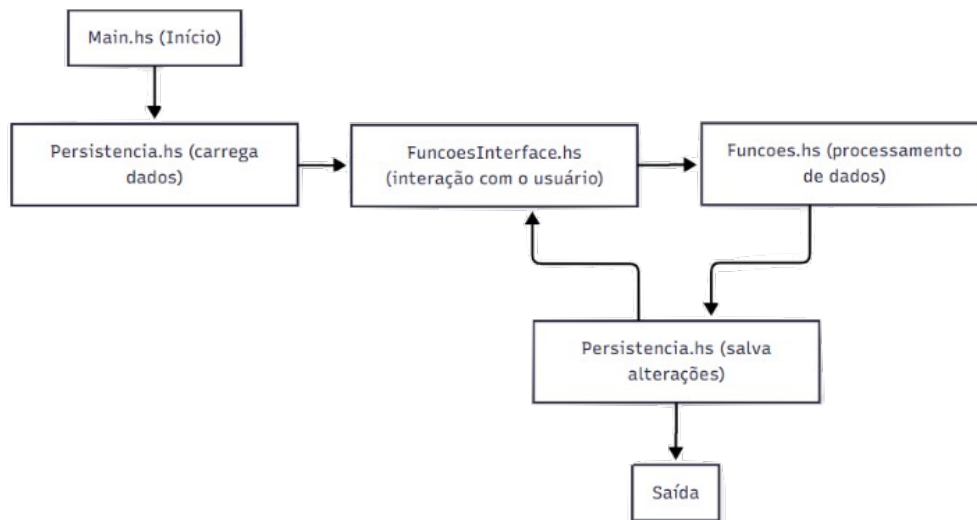 Main.hs (Início)
Persistencia.hs (carrega
dados)
FuncoesInterface.hs
(interação com o usuário)
Funcoes.hs (processamento
de dados)
Persistencia.hs (salva
alterações)
Saída